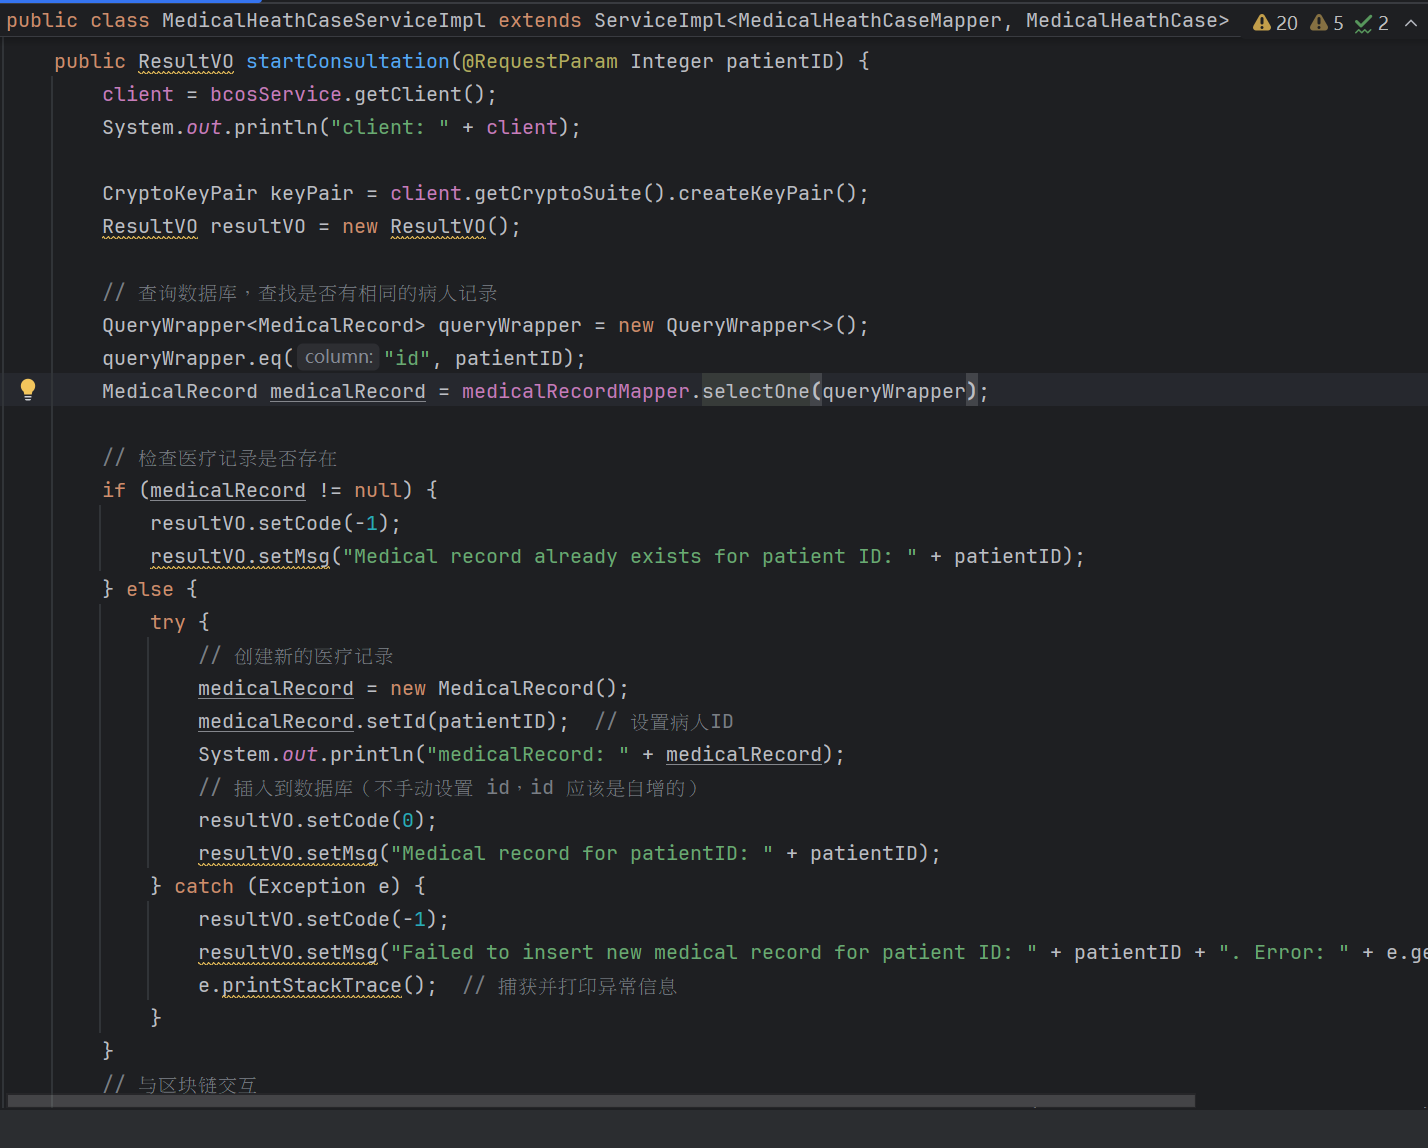 public class MedicalHeathCaseServiceImpl extends ServiceImpl<MedicalHeathCaseMapper, MedicalHeathCase> 20 5 2
public ResultVO startConsultation(@RequestParam Integer patientID) {
client = bcosService.getClient();
System.out.println("client: " + client);
CryptoKeyPair keyPair = client.getCryptoSuite().createKeyPair();
ResultVO resultVO = new ResultVO();
// 查询数据库，查找是否有相同的病人记录
QueryWrapper<MedicalRecord> queryWrapper = new QueryWrapper<>();
queryWrapper.eq( column: "id", patientID);
MedicalRecord medicalRecord = medicalRecordMapper.selectOne(queryWrapper);
// 检查医疗记录是否存在
if (medicalRecord != null) {
resultVO.setCode(-1);
resultVO.setMsg("Medical record already exists for patient ID: " + patientID);
} else {
try {
// 创建新的医疗记录
medicalRecord = new MedicalRecord();
medicalRecord.setId(patientID); // 设置病人ID
System.out.println("medicalRecord: " + medicalRecord);
// 插入到数据库（不手动设置 id，id 应该是自增的）
resultVO.setCode(0);
resultVO.setMsg("Medical record for patientID: " + patientID);
} catch (Exception e) {
resultVO.setCode(-1);
resultVO.setMsg("Failed to insert new medical record for patient ID: " + patientID + ". Error: " + e.ge
e.printStackTrace(); // 捕获并打印异常信息
}
}
// 与区块链交互